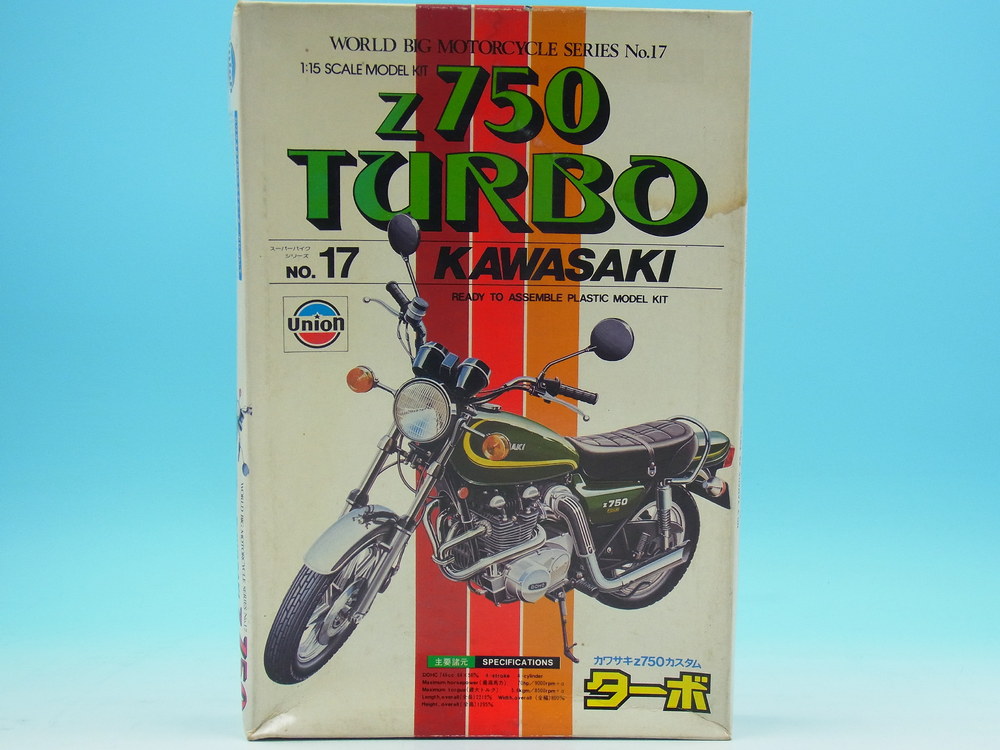 WORLD BIG MOTORCYCLE SERIES No.17
1:15 SCALE MODEL KIT
z750
TURBO
スーパーバイク
シリーズ
NO. 17
KAWASAKI
READY TO ASSEMBLE PLASTIC MODEL KIT
Union
AKI
z750
DOHC
主要諸元 SPECIFICATIONS
カワサキz750カスタム
ターボ